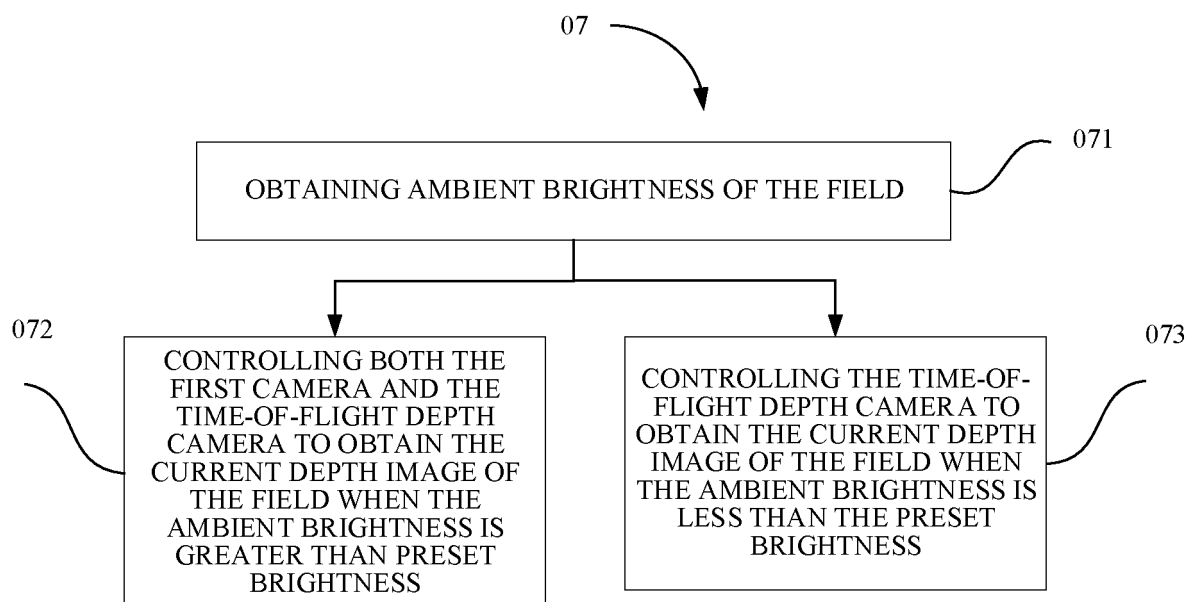 07
071
OBTAINING AMBIENT BRIGHTNESS OF THE FIELD
072
CONTROLLING BOTH THE
FIRST CAMERA AND THE
TIME-OF-FLIGHT DEPTH
CAMERA TO OBTAIN THE
CURRENT DEPTH IMAGE OF
THE FIELD WHEN THE
AMBIENT BRIGHTNESS IS
GREATER THAN PRESET
BRIGHTNESS
073
CONTROLLING THE TIME-OF-
FLIGHT DEPTH CAMERA TO
OBTAIN THE CURRENT DEPTH
IMAGE OF THE FIELD WHEN
THE AMBIENT BRIGHTNESS IS
LESS THAN THE PRESET
BRIGHTNESS